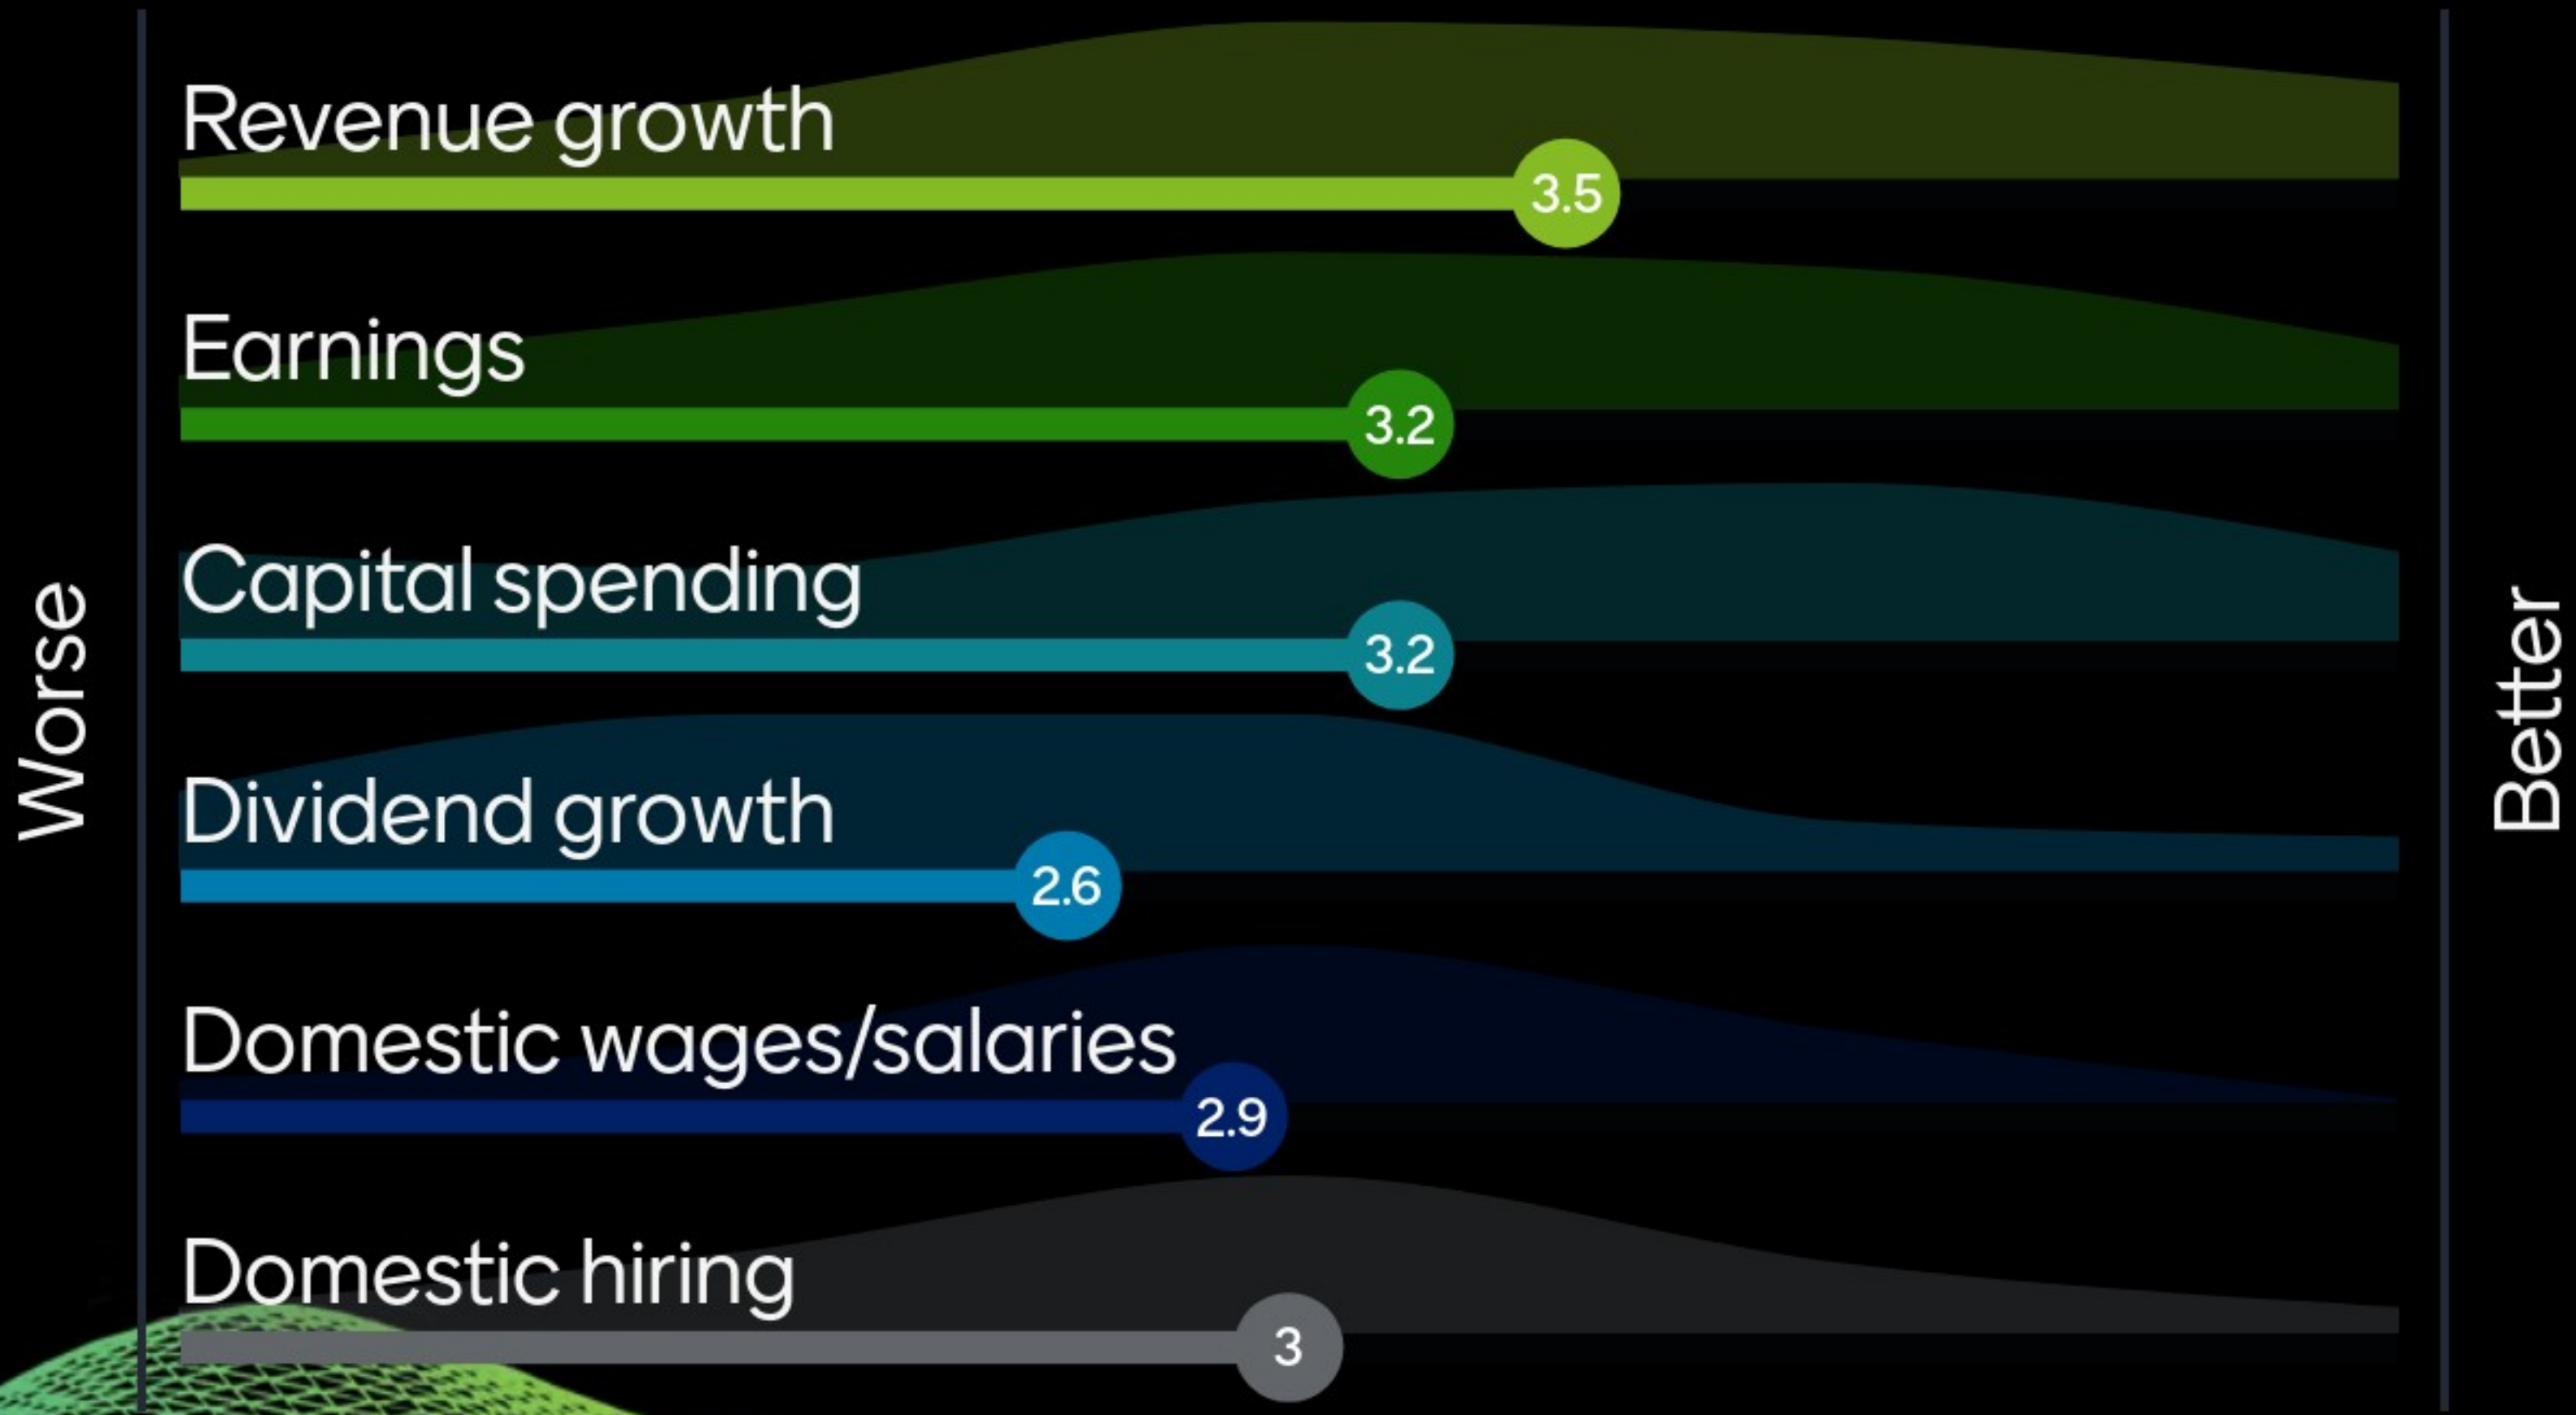 Revenue growth
3.5
Earnings
3.2
Capital spending
3.2
Worse
Better
Dividend growth
2.6
Domestic wages/salaries
2.9
Domestic hiring
3